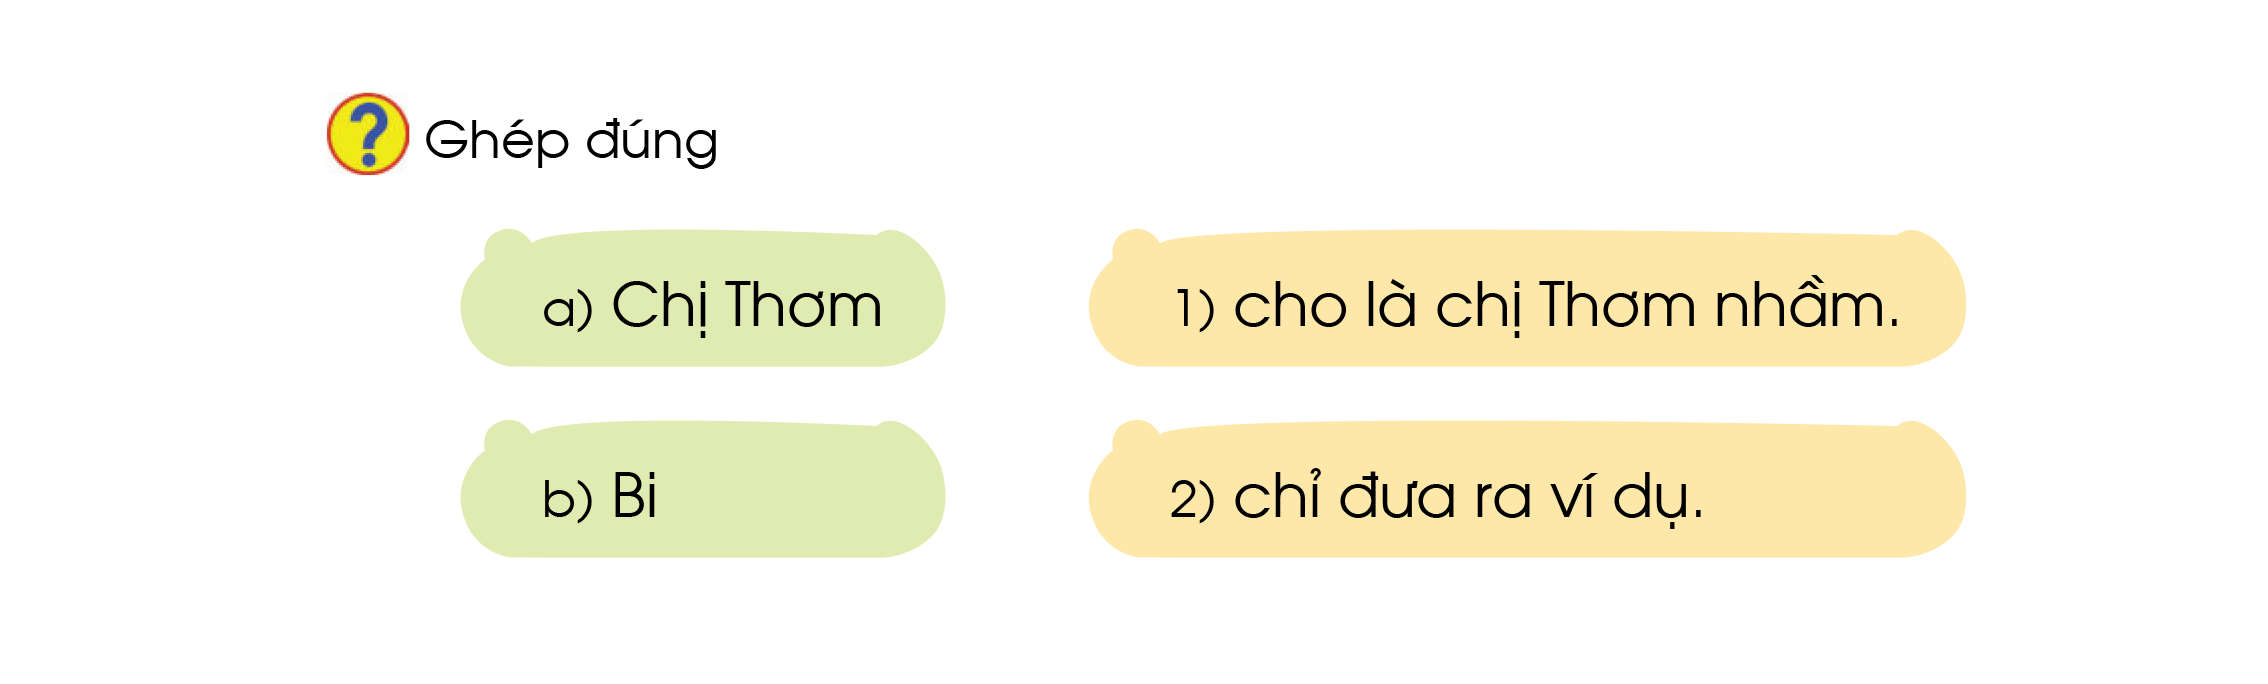 ? Ghép đúng
a) Chị Thơm
1) cho là chị Thơm nhầm.
b) Bi
2) chỉ đưa ra ví dụ.